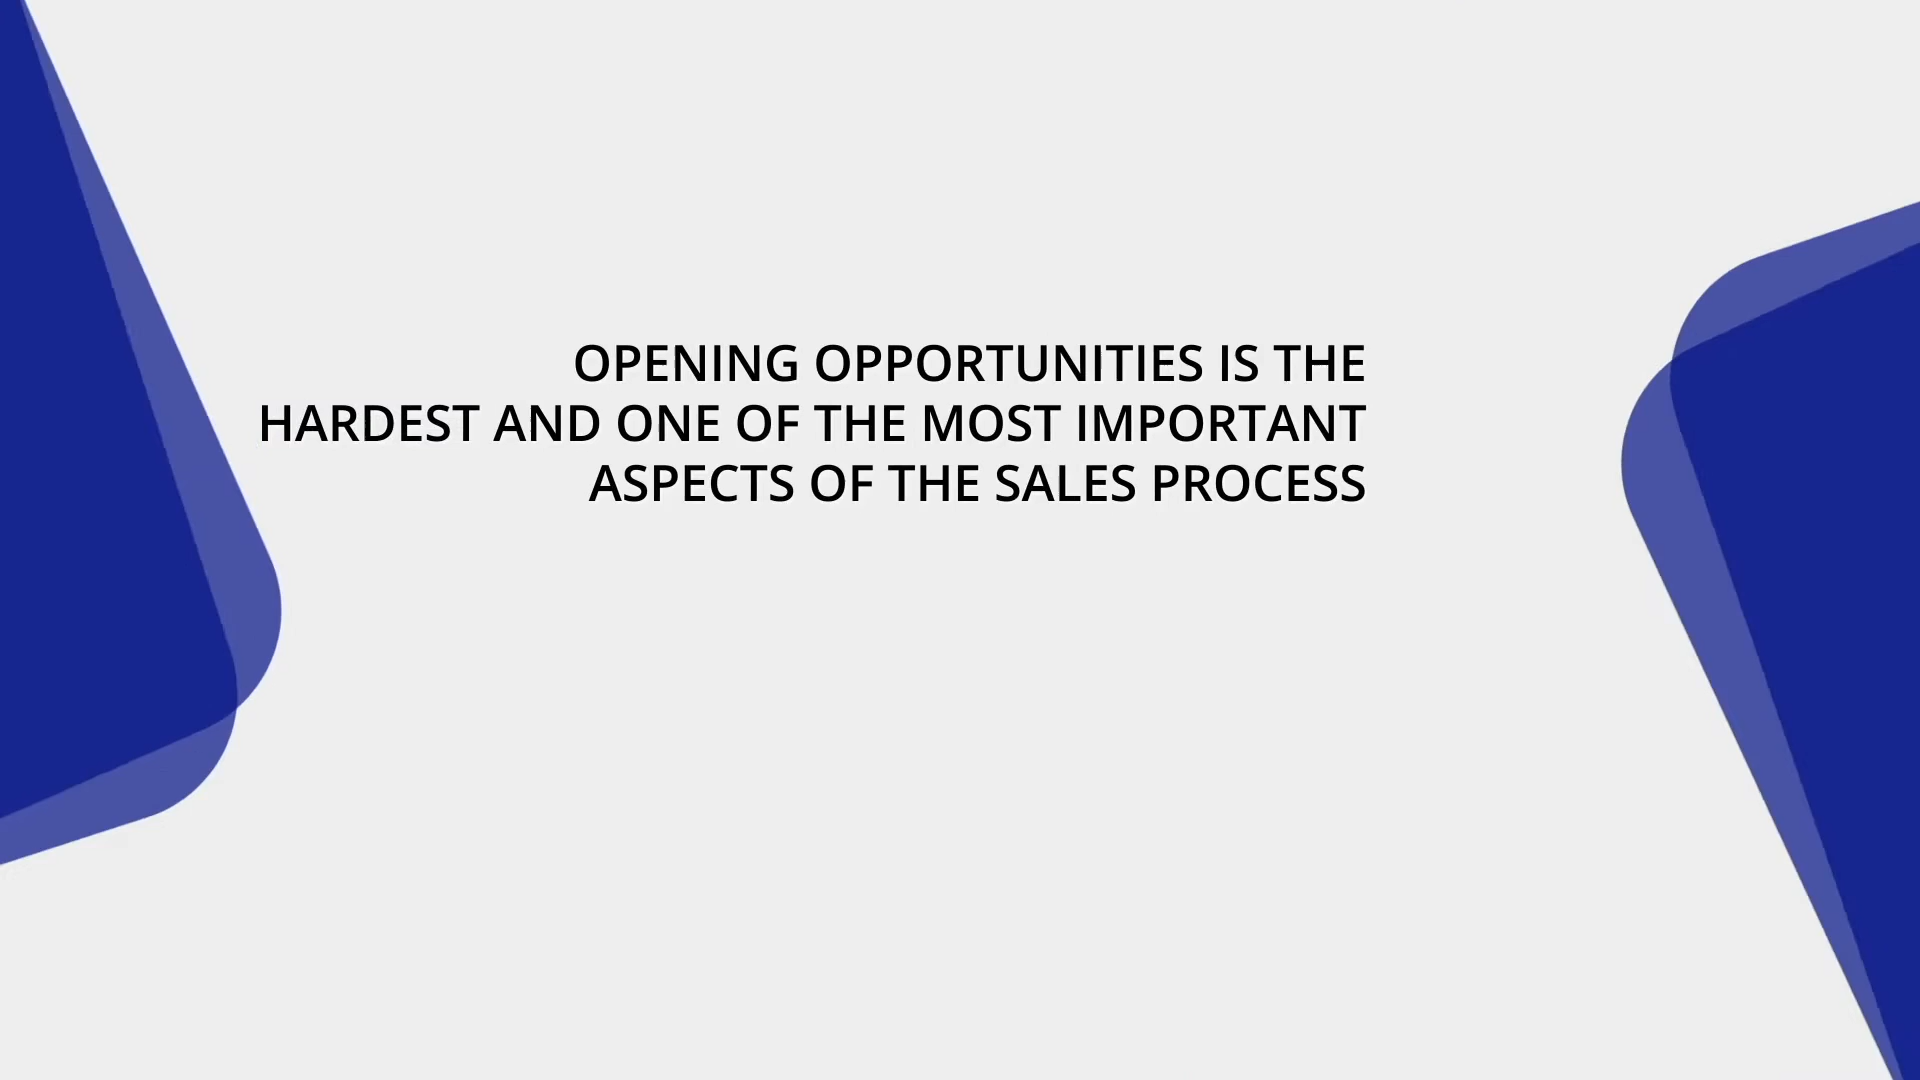 OPENING OPPORTUNITIES IS THE
HARDEST AND ONE OF THE MOST IMPORTANT
ASPECTS OF THE SALES PROCESS